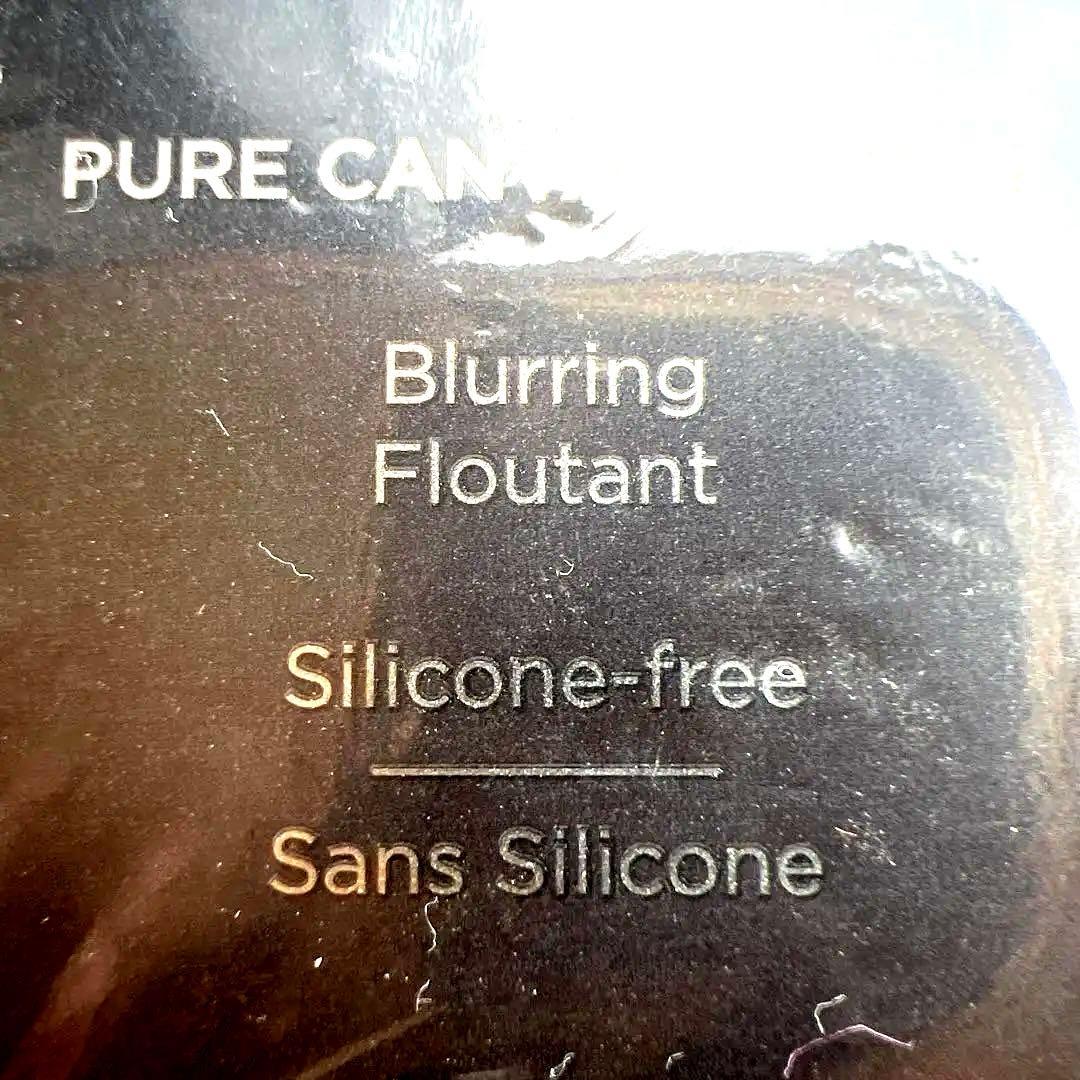 PURE
Blurring
Floutant
Silicone-free
Sans Silicone